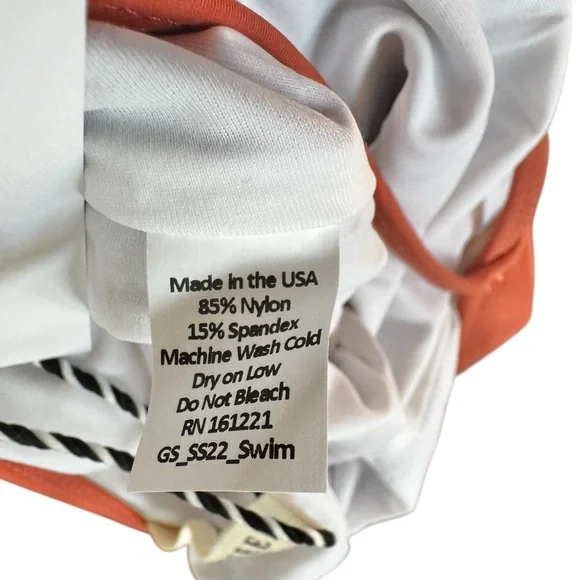 Made in the USA
85% Nylon
15% Spandex
Machine Wash Cold
Dry on Low
Do Not Bleach
RN 161221
GS_SS22_Swim